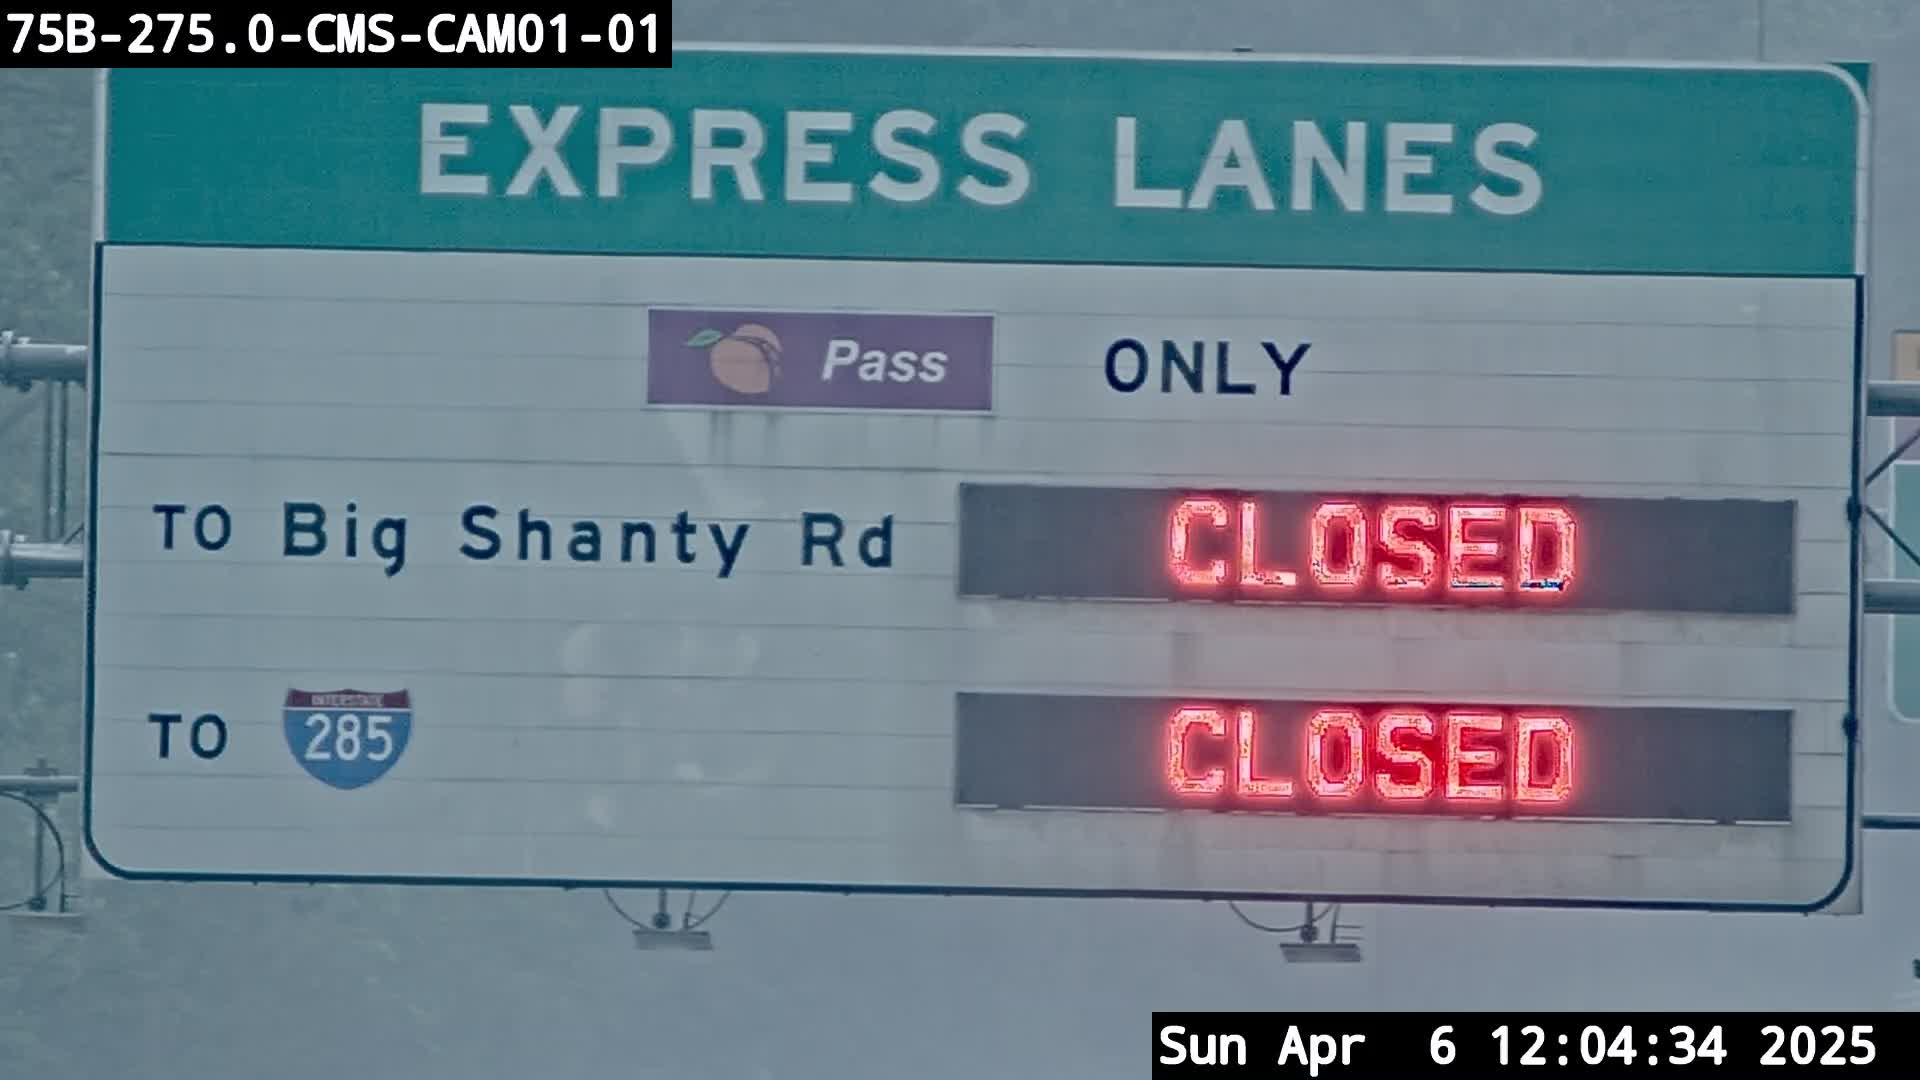 75B-275.0-CMS-CAM01-01
EXPRESS LANES
Pass ONLY
TO Big Shanty Rd CLOSED
TO INTERSTATE 285 CLOSED
Sun Apr 6 12:04:34 2025